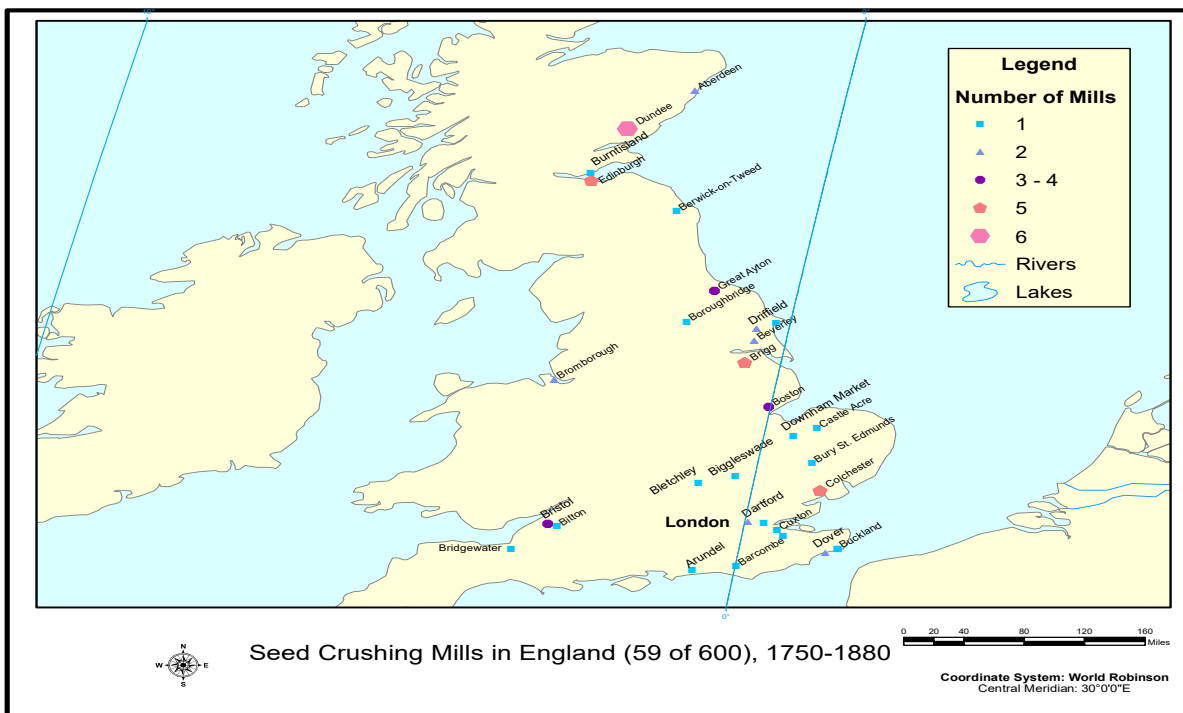 10°
0°
Aberdeen
Dundee
Burntisland
Edinburgh
Berwick-on-Tweed
Great Ayton
Boroughbridge
Driffield
Beverley
Brigg
Bromborough
Boston
Downham Market
Castle Acre
Bury St. Edmunds
Biggleswade
Bletchley
Colchester
Dartford
London
Cuxton
Bristol
Bitton
Bridgewater
Dover
Buckland
Barcombe
Arundel
0°
Legend
Number of Mills
1
2
3 - 4
5
6
Rivers
Lakes
N
W E
S
Seed Crushing Mills in England (59 of 600), 1750-1880
0 20 40 80 120 160
Miles
Coordinate System: World Robinson
Central Meridian: 30°0'0"E